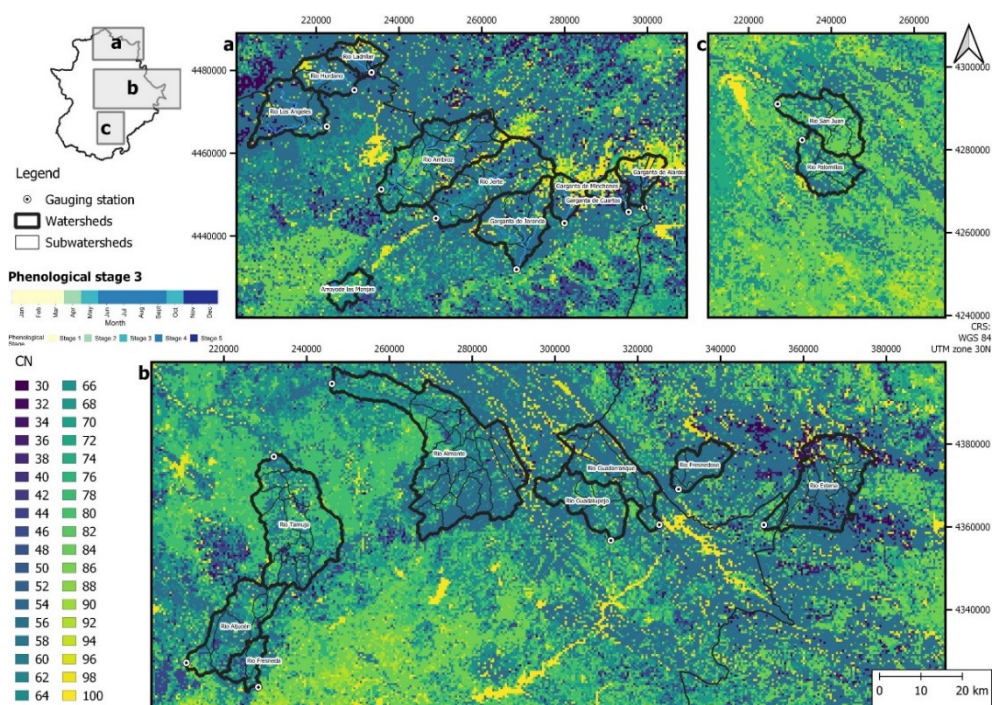 a
b
c
Legend
Gauging station
Watersheds
Subwatersheds
Phenological stage 3
Jan
Feb
Mar
Apr
May
Jun
Jul
Aug
Sept
Oct
Nov
Dec
Month
Phenological Stage
Stage 1
Stage 2
Stage 3
Stage 4
Stage 5
CN
30 66
32 68
34 70
36 72
38 74
40 76
42 78
44 80
46 82
48 84
50 86
52 88
54 90
56 92
58 94
60 96
62 98
64 100
a
220000 240000 260000 280000 300000
4480000
4460000
4440000
Río Ladrillar
Río Hurdano
Río Los Angeles
Río Ambroz
Río Jerte
Garganta de Minchones
Garganta de Alardos
Garganta de Cuartos
Garganta de Jaranda
Arroyo de las Monjas
c
220000 240000 260000
4300000
4280000
4260000
4240000
Río San Juan
Río Palomillas
CRS:
WGS 84
UTM zone 30N
b
220000 240000 260000 280000 300000 320000 340000 360000 380000
4380000
4360000
4340000
Río Almonte
Río Guadarranque
Río Fresnedoso
Río Estena
Río Guadalupejo
Río Tamuja
Río Fresneda
0 10 20 km